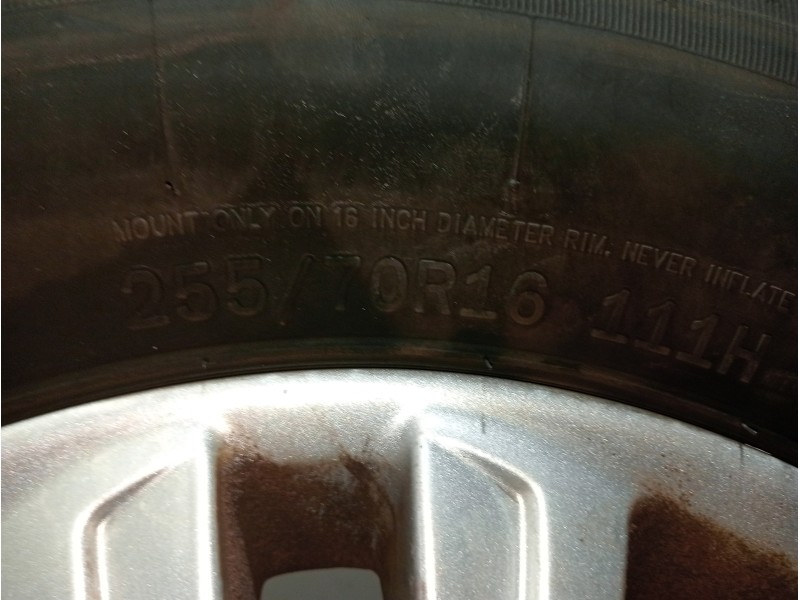 MOUNT ONLY ON 16 INCH DIAMETER RIM. NEVER INFLATE
255/70R16 111H